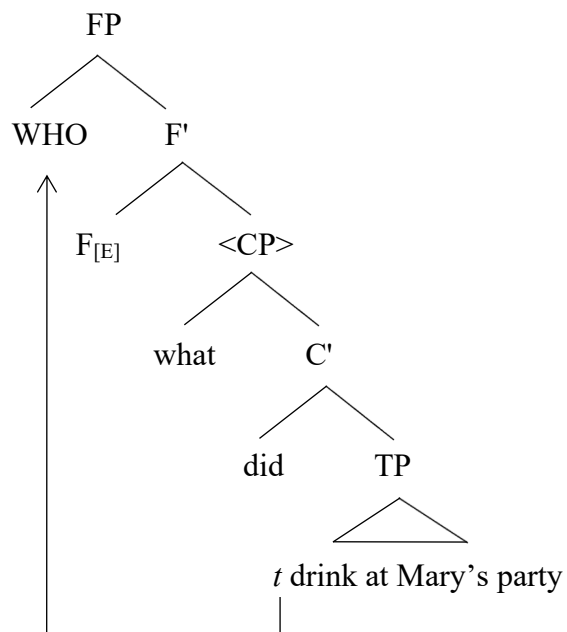 FP
WHO F'
F[E] <CP>
what C'
did TP
t drink at Mary’s party